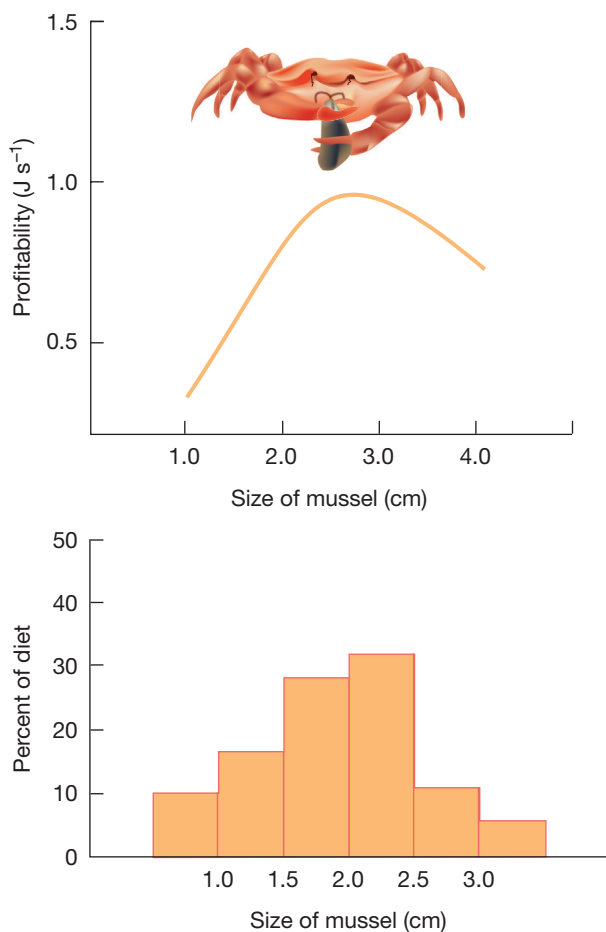 1.5
1.0
0.5
Profitability (J s⁻¹)
1.0 2.0 3.0 4.0
Size of mussel (cm)
50
40
30
20
10
0
Percent of diet
1.0 1.5 2.0 2.5 3.0
Size of mussel (cm)